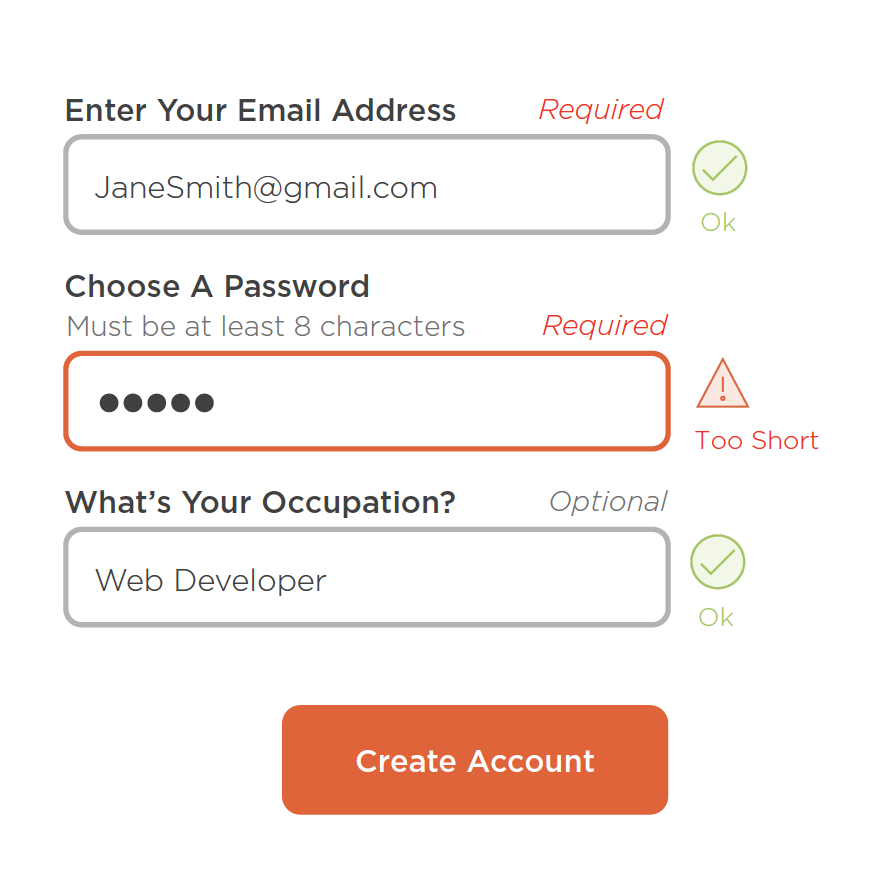 Enter Your Email Address Required
JaneSmith@gmail.com
Ok
Choose A Password
Must be at least 8 characters Required
●●●●●
Too Short
What's Your Occupation? Optional
Web Developer
Ok
Create Account